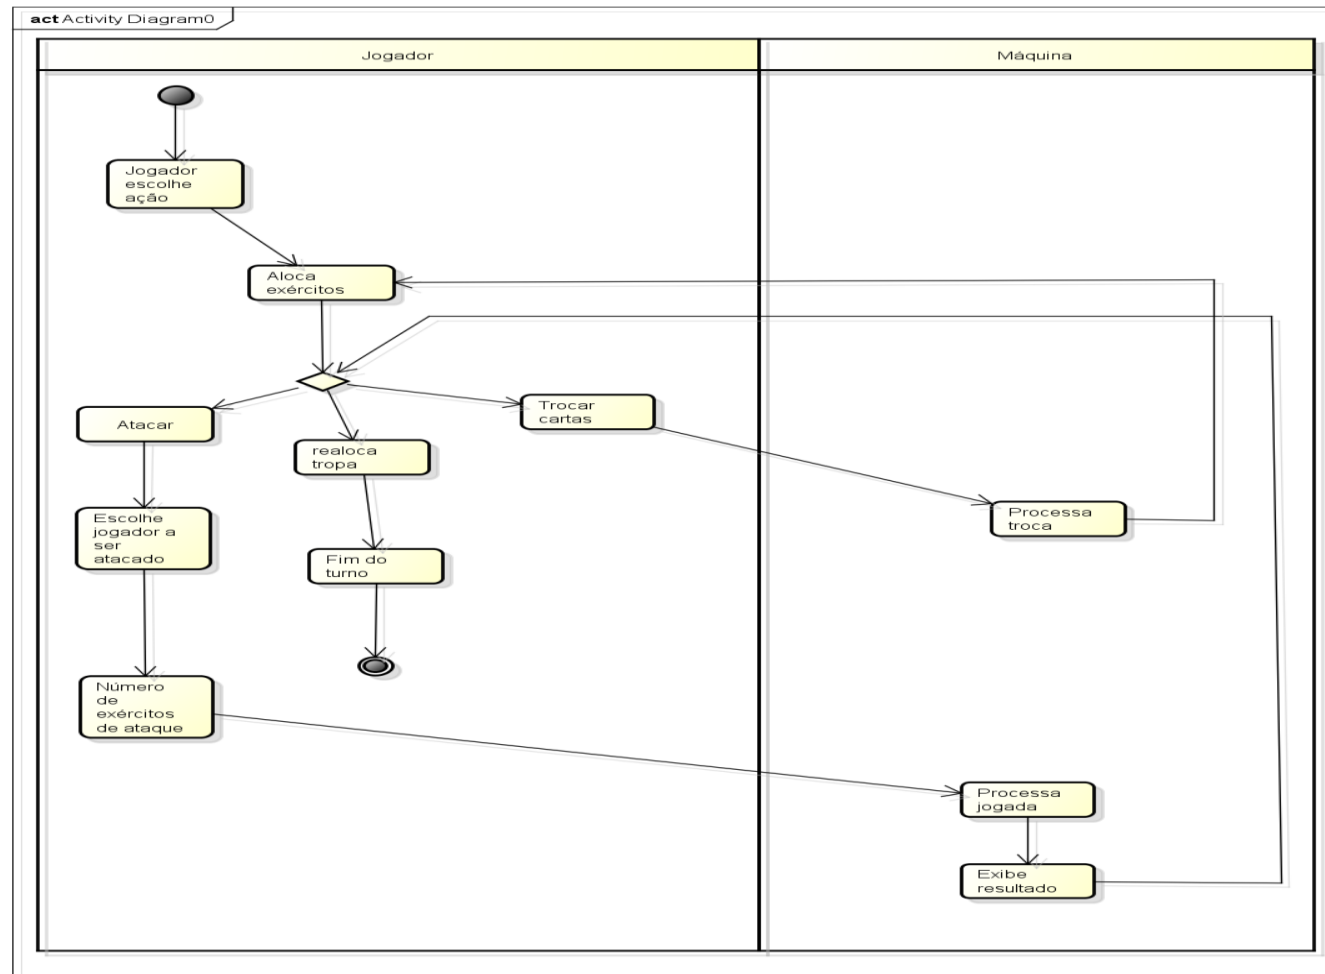 act Activity Diagram0
Jogador
Máquina
Jogador
escolhe
ação
Aloca
exércitos
Trocar
cartas
Atacar
realoca
tropa
Processa
troca
Escolhe
jogador a
ser
atacado
Fim do
turno
Número
de
exércitos
de ataque
Processa
jogada
Exibe
resultado